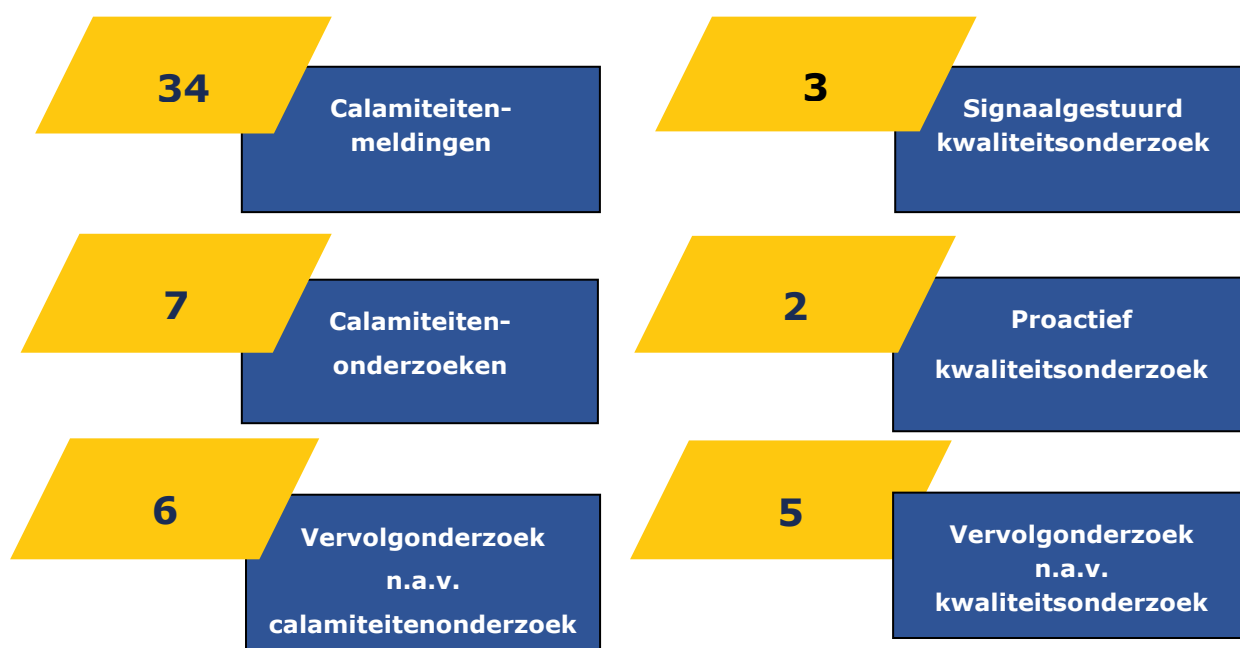 34
Calamiteiten-
meldingen
3
Signaalgestuurd
kwaliteitsonderzoek
7
Calamiteiten-
onderzoeken
2
Proactief
kwaliteitsonderzoek
6
Vervolgonderzoek
n.a.v.
calamiteitenonderzoek
5
Vervolgonderzoek
n.a.v.
kwaliteitsonderzoek